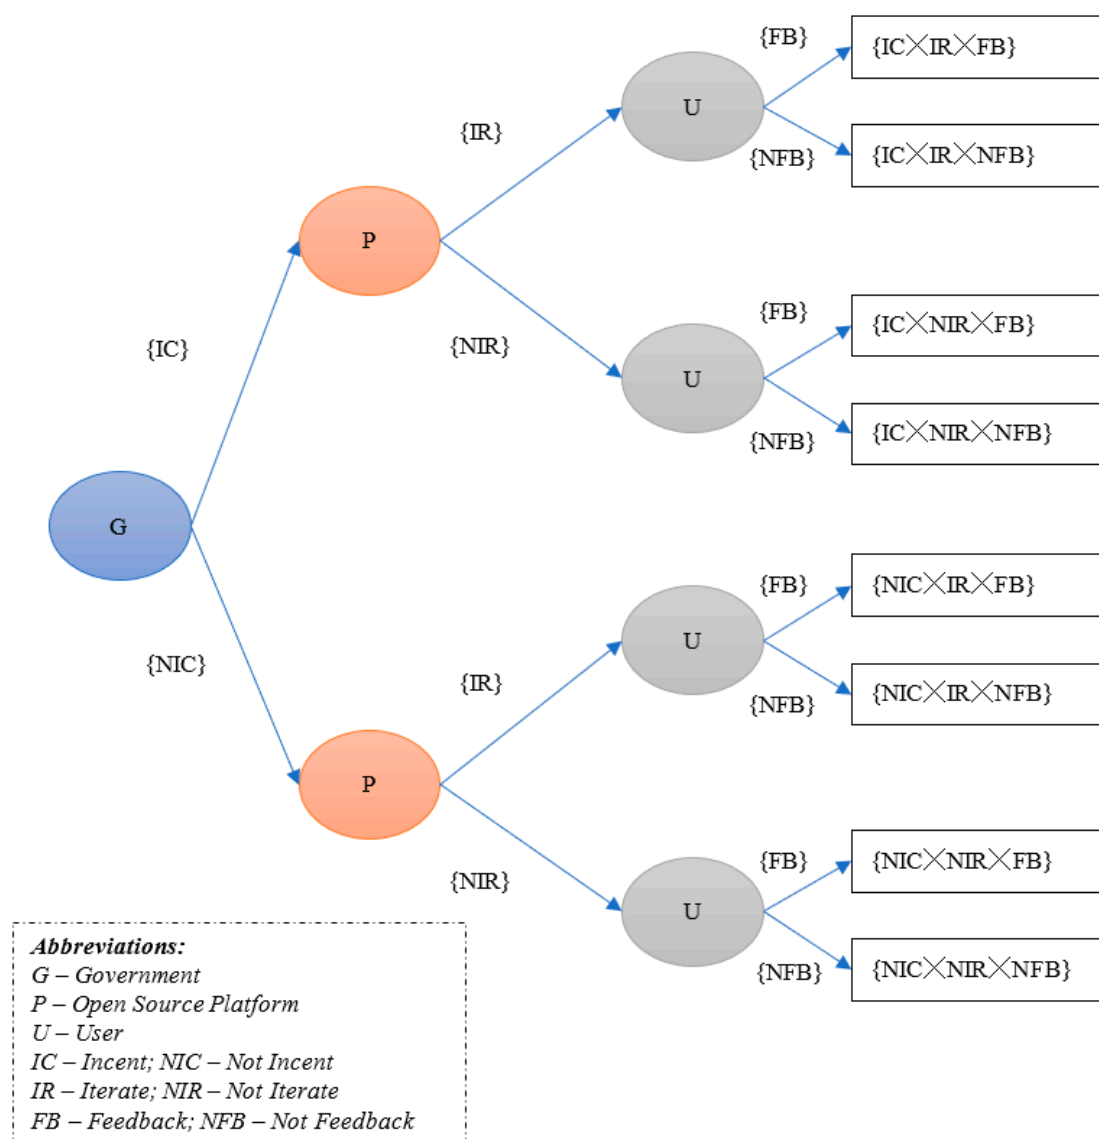 {FB}
{IC×IR×FB}
U
{IR}
{NFB}
{IC×IR×NFB}
P
{FB}
{IC×NIR×FB}
{IC}
{NIR}
U
{NFB}
{IC×NIR×NFB}
G
{FB}
{NIC×IR×FB}
U
{NIC}
{IR}
{NFB}
{NIC×IR×NFB}
P
{FB}
{NIC×NIR×FB}
{NIR}
U
{NFB}
{NIC×NIR×NFB}
Abbreviations:
G – Government
P – Open Source Platform
U – User
IC – Incent; NIC – Not Incent
IR – Iterate; NIR – Not Iterate
FB – Feedback; NFB – Not Feedback